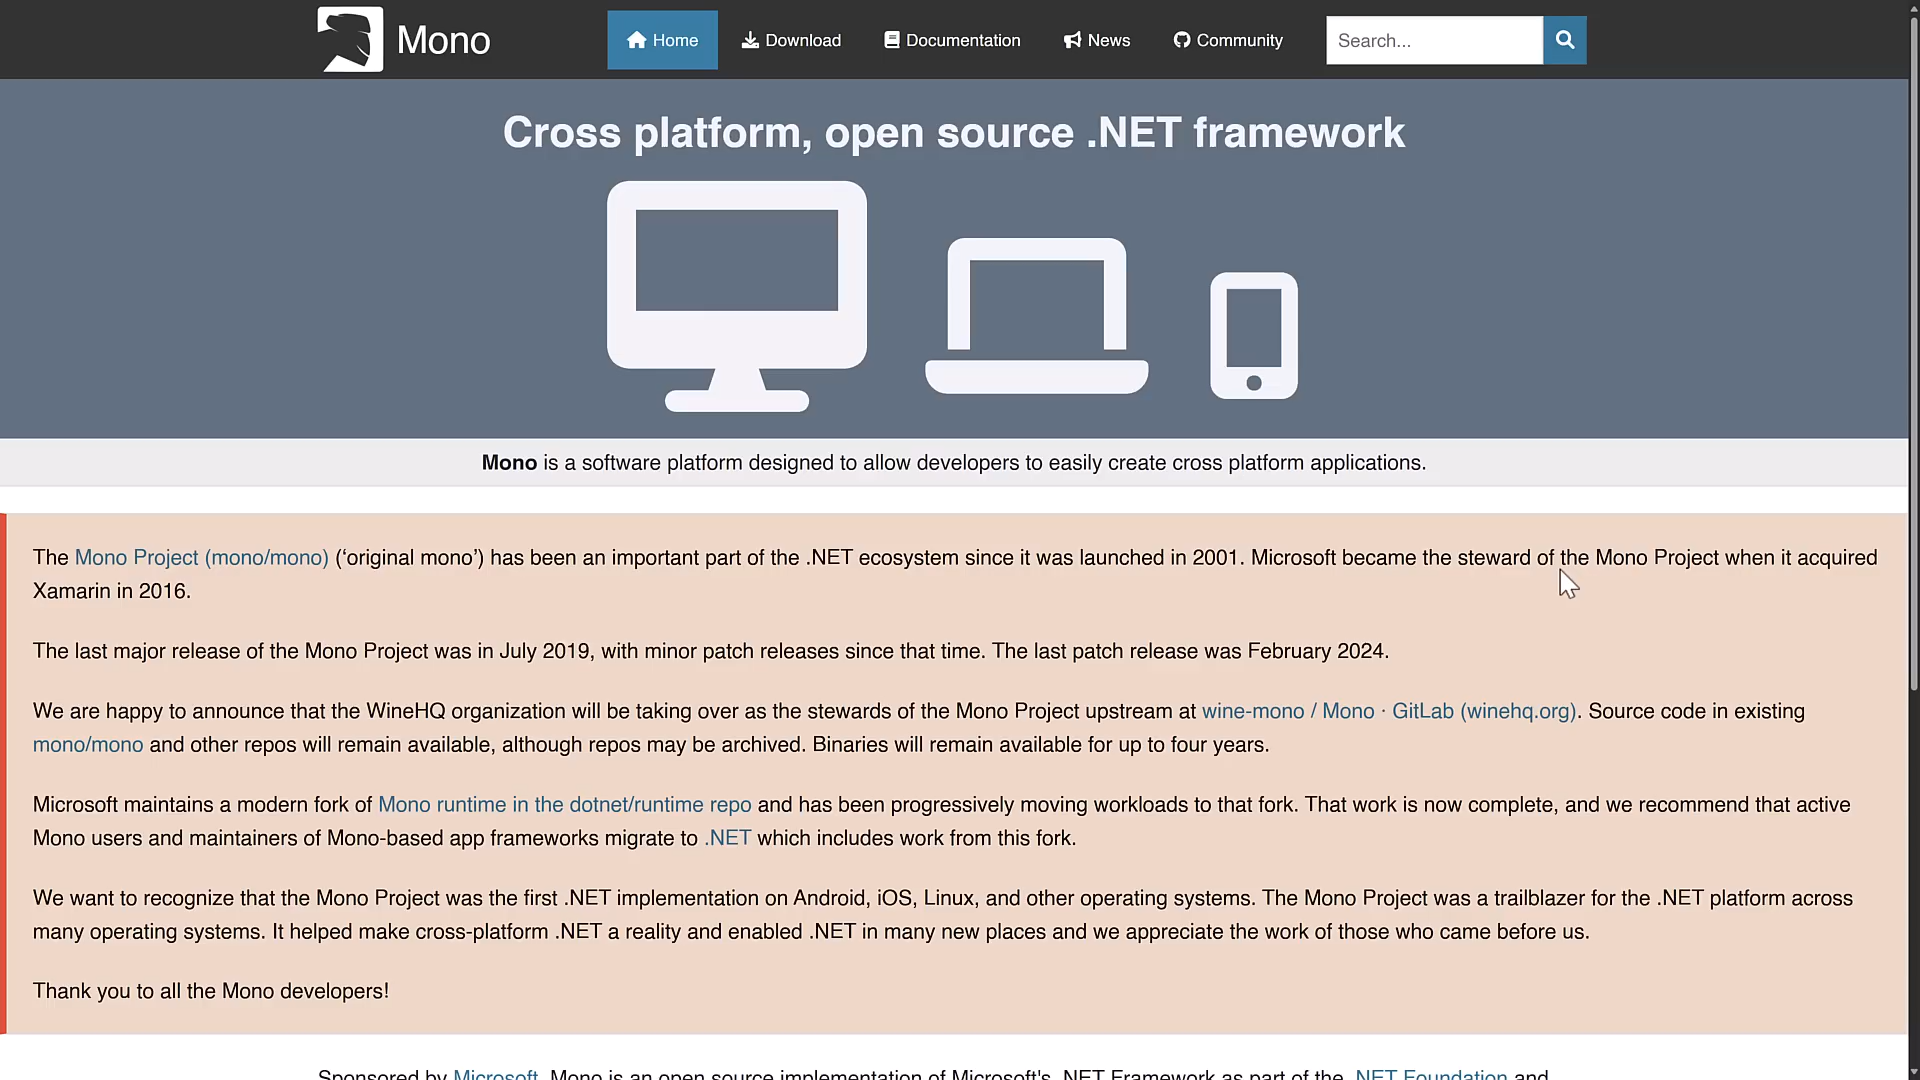 Mono
Home
Download
Documentation
News
Community
Search...
Cross platform, open source .NET framework
Mono is a software platform designed to allow developers to easily create cross platform applications.
The Mono Project (mono/mono) (‘original mono’) has been an important part of the .NET ecosystem since it was launched in 2001. Microsoft became the steward of the Mono Project when it acquired
Xamarin in 2016.
The last major release of the Mono Project was in July 2019, with minor patch releases since that time. The last patch release was February 2024.
We are happy to announce that the WineHQ organization will be taking over as the stewards of the Mono Project upstream at wine-mono / Mono · GitLab (winehq.org). Source code in existing
mono/mono and other repos will remain available, although repos may be archived. Binaries will remain available for up to four years.
Microsoft maintains a modern fork of Mono runtime in the dotnet/runtime repo and has been progressively moving workloads to that fork. That work is now complete, and we recommend that active
Mono users and maintainers of Mono-based app frameworks migrate to .NET which includes work from this fork.
We want to recognize that the Mono Project was the first .NET implementation on Android, iOS, Linux, and other operating systems. The Mono Project was a trailblazer for the .NET platform across
many operating systems. It helped make cross-platform .NET a reality and enabled .NET in many new places and we appreciate the work of those who came before us.
Thank you to all the Mono developers!
Sponsored by Microsoft, Mono is an open source implementation of Microsoft's .NET Framework as part of the .NET Foundation and